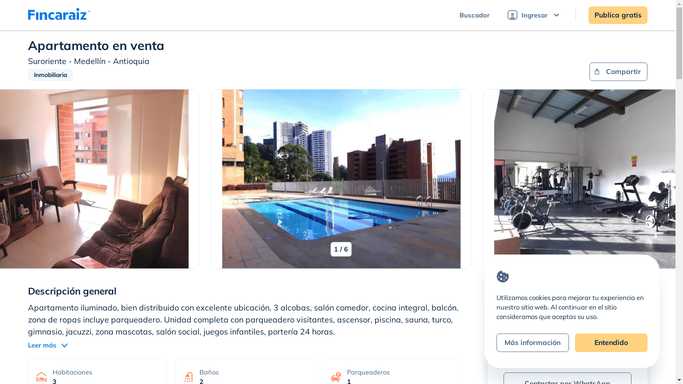 Fincaraiz
Buscador
Ingresar
Publica gratis
Apartamento en venta
Suroriente - Medellín - Antioquia
Inmobiliaria
Compartir
1 / 6
Descripción general
Apartamento iluminado, bien distribuido con excelente ubicación. 3 alcobas, salón comedor, cocina integral, balcón,
zona de ropas incluye parqueadero. Unidad completa con parqueadero visitantes, ascensor, piscina, sauna, turco,
gimnasio, jacuzzi, zona mascotas, salón social, juegos infantiles, portería 24 horas.
Leer más
Utilizamos cookies para mejorar tu experiencia en
nuestro sitio web. Al continuar en el sitio
consideramos que aceptas su uso.
Más información
Entendido
Habitaciones
3
Baños
2
Parqueaderos
1
Contactar por WhatsApp